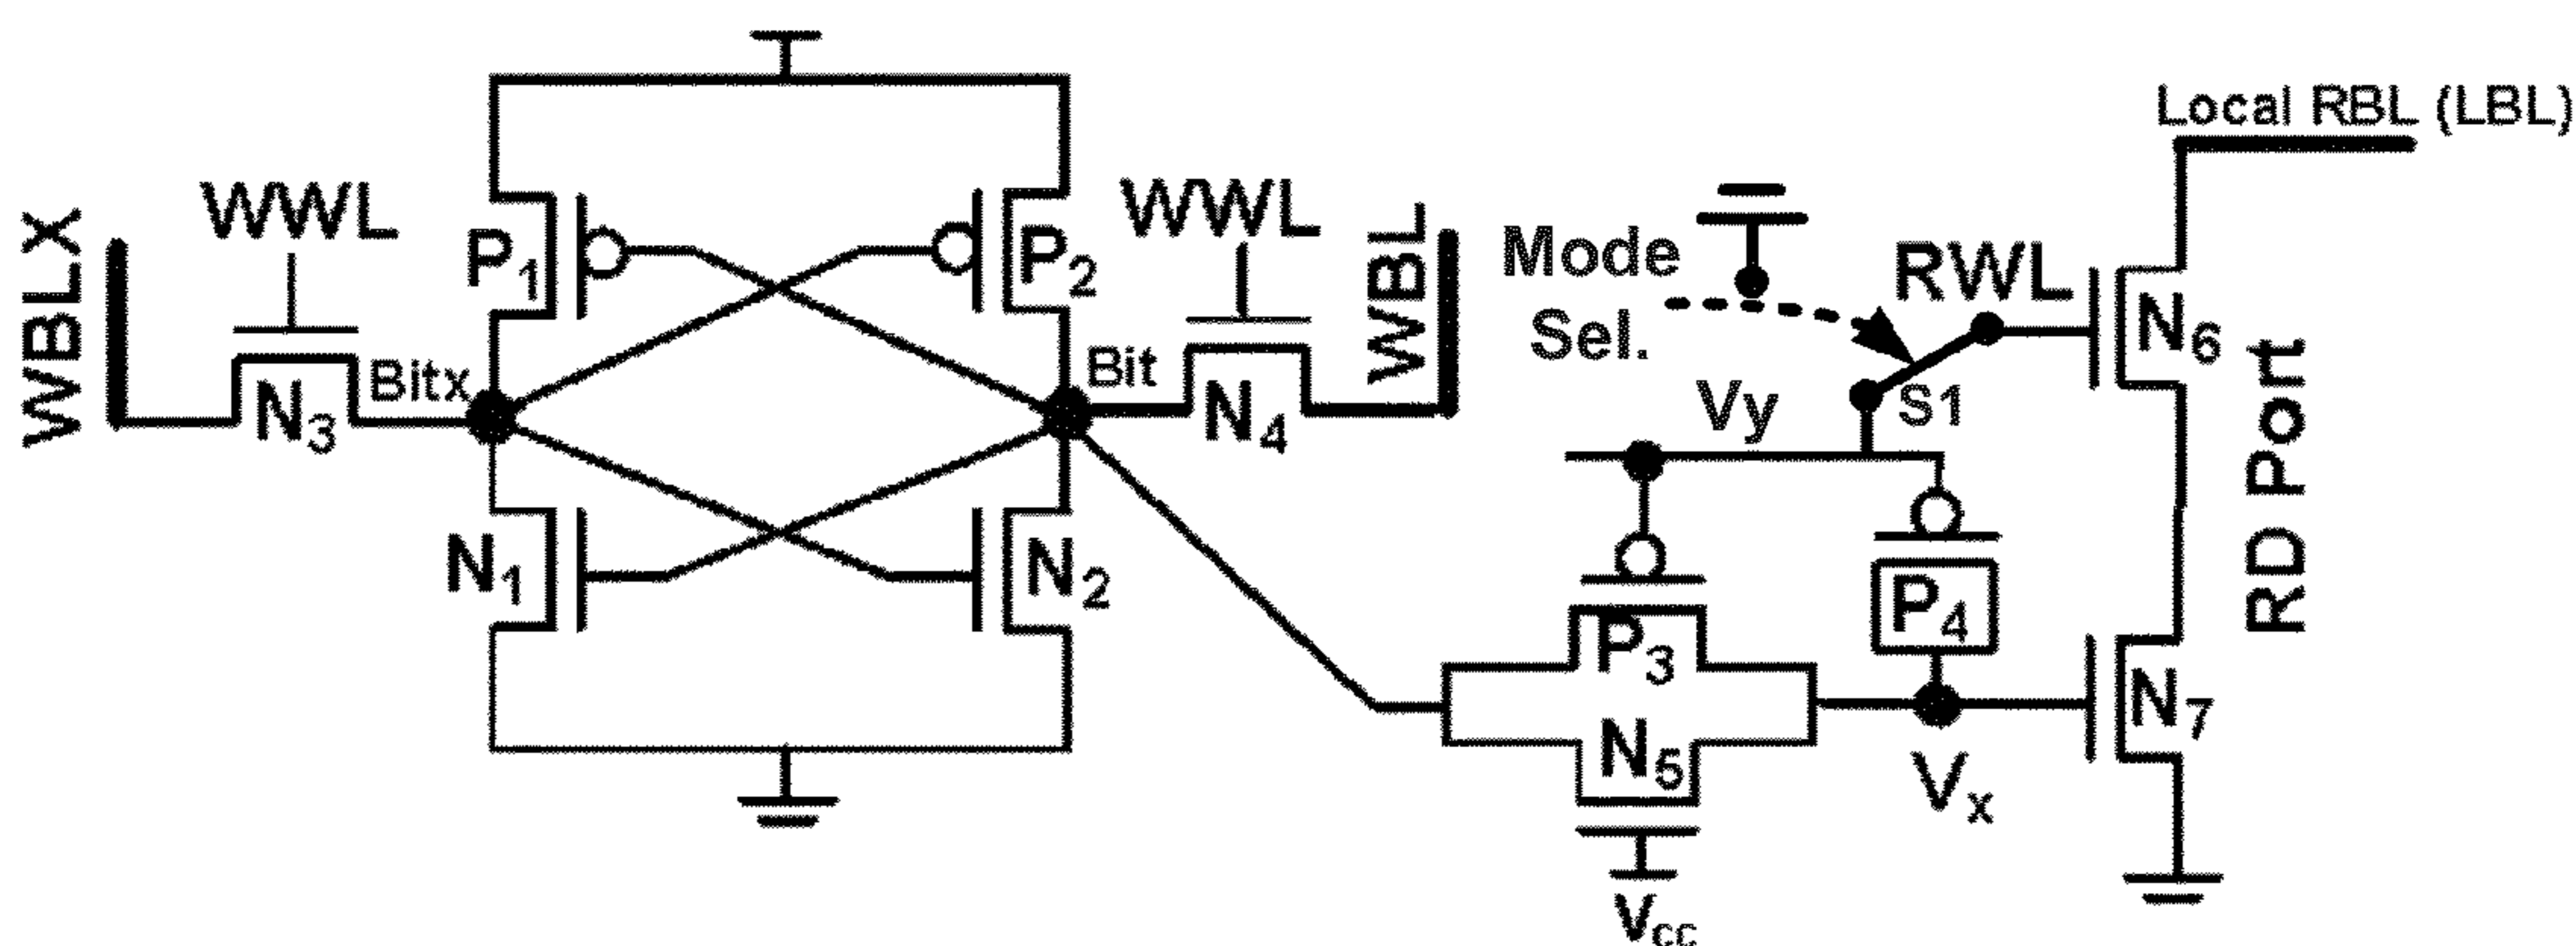 Local RBL (LBL)
WBLX
WWL
P1
P2
WWL
WBL
Mode
Sel.
RWL
N6
RD Port
Bitx
N3
Bit
N4
Vy
S1
N1
N2
P3
P4
N5
N7
Vx
Vcc